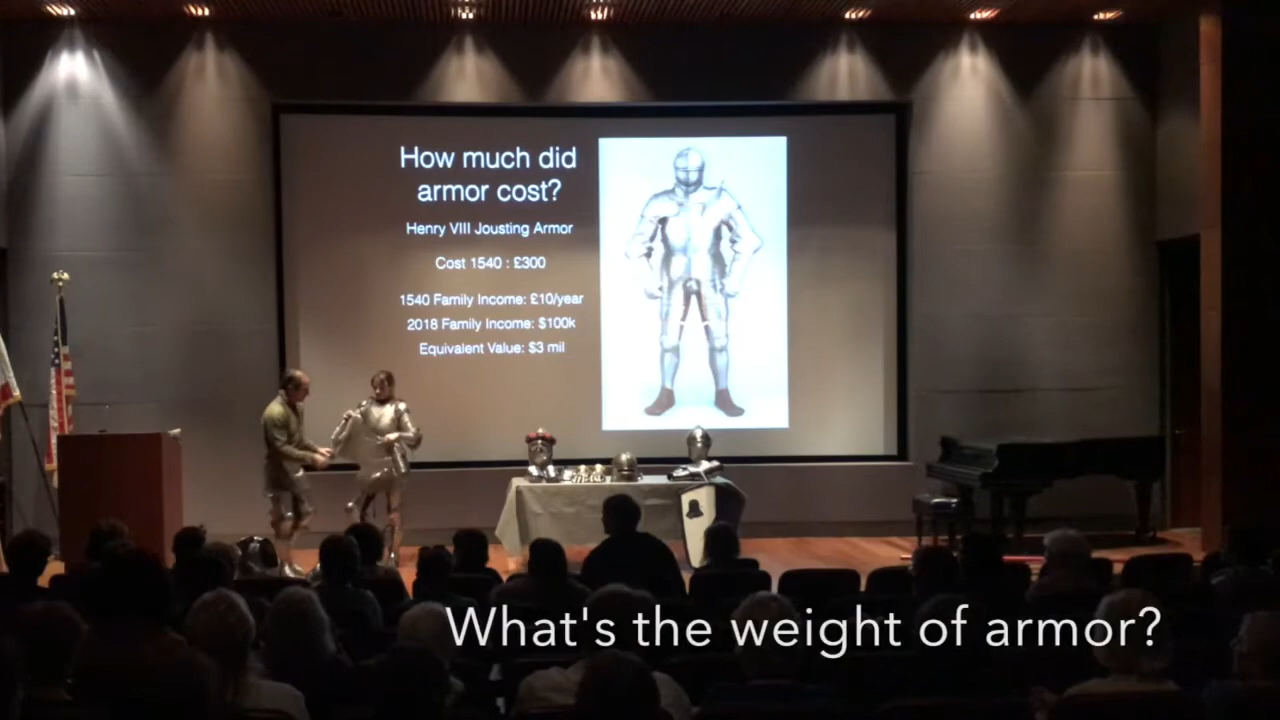 How much did
armor cost?
Henry VIII Jousting Armor
Cost 1540 : £300
1540 Family Income: £10/year
2018 Family Income: $100k
Equivalent Value: $3 mil
What's the weight of armor?